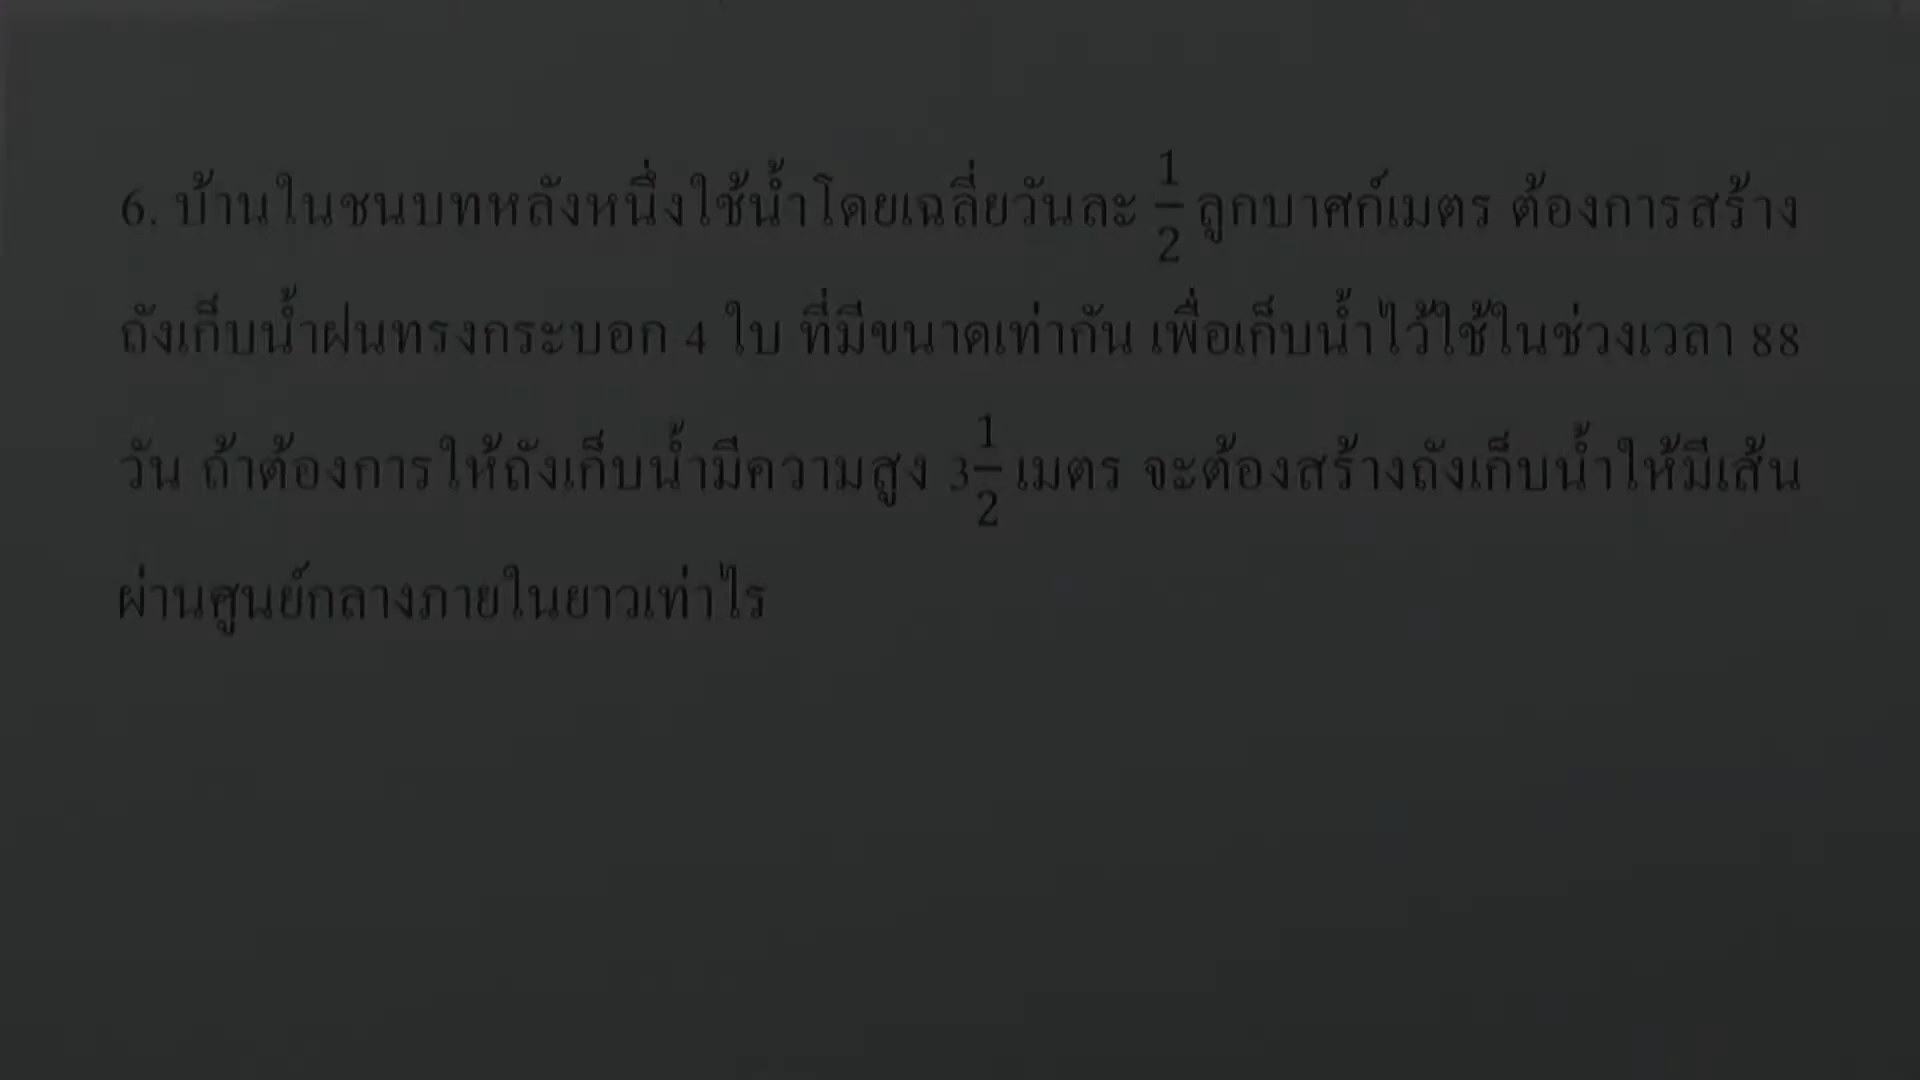 6. บ้านในชนบทหลังหนึ่งใช้น้ำโดยเฉลี่ยวันละ 1/2 ลูกบาศก์เมตร ต้องการสร้าง
ถังเก็บน้ำฝนทรงกระบอก 4 ใบ ที่มีขนาดเท่ากัน เพื่อเก็บน้ำไว้ใช้ในช่วงเวลา 88
วัน ถ้าต้องการให้ถังเก็บน้ำมีความสูง 3 1/2 เมตร จะต้องสร้างถังเก็บน้ำให้มีเส้น
ผ่านศูนย์กลางภายในยาวเท่าไร